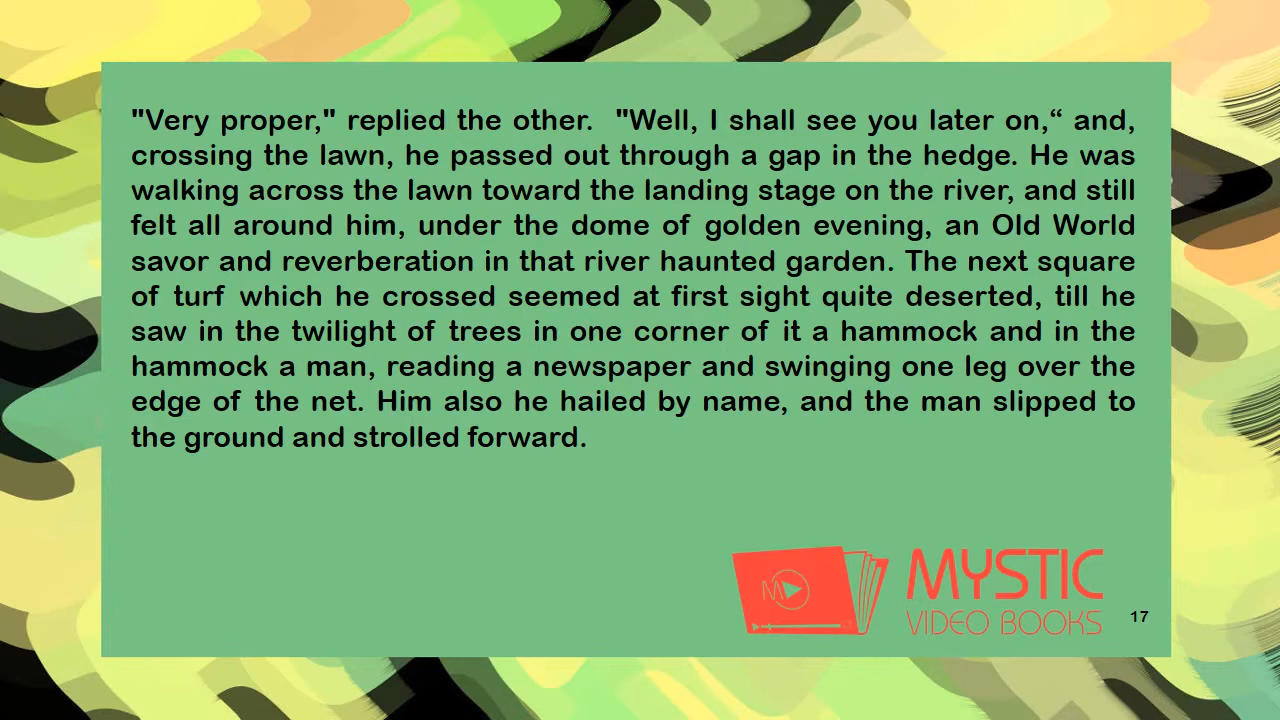 "Very proper," replied the other.  "Well, I shall see you later on,“ and,
crossing the lawn, he passed out through a gap in the hedge. He was
walking across the lawn toward the landing stage on the river, and still
felt all around him, under the dome of golden evening, an Old World
savor and reverberation in that river haunted garden. The next square
of turf which he crossed seemed at first sight quite deserted, till he
saw in the twilight of trees in one corner of it a hammock and in the
hammock a man, reading a newspaper and swinging one leg over the
edge of the net. Him also he hailed by name, and the man slipped to
the ground and strolled forward.
M
MYSTIC
VIDEO BOOKS
17